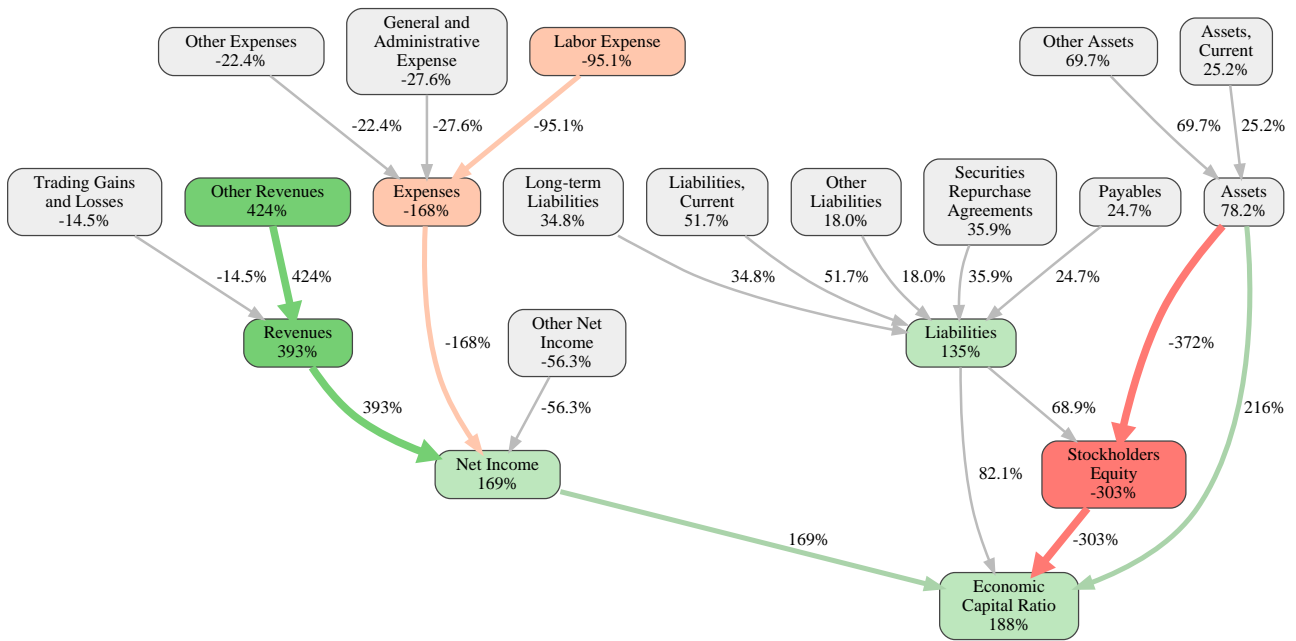 Other Expenses
-22.4%
General and
Administrative
Expense
-27.6%
Labor Expense
-95.1%
Other Assets
69.7%
Assets,
Current
25.2%
-22.4%
-27.6%
-95.1%
69.7%
25.2%
Trading Gains
and Losses
-14.5%
Other Revenues
424%
Expenses
-168%
Long-term
Liabilities
34.8%
Liabilities,
Current
51.7%
Other
Liabilities
18.0%
Securities
Repurchase
Agreements
35.9%
Payables
24.7%
Assets
78.2%
-14.5%
424%
34.8%
51.7%
18.0%
35.9%
24.7%
Revenues
393%
-168%
Other Net
Income
-56.3%
Liabilities
135%
-372%
393%
-56.3%
68.9%
216%
Net Income
169%
82.1%
Stockholders
Equity
-303%
169%
-303%
Economic
Capital Ratio
188%